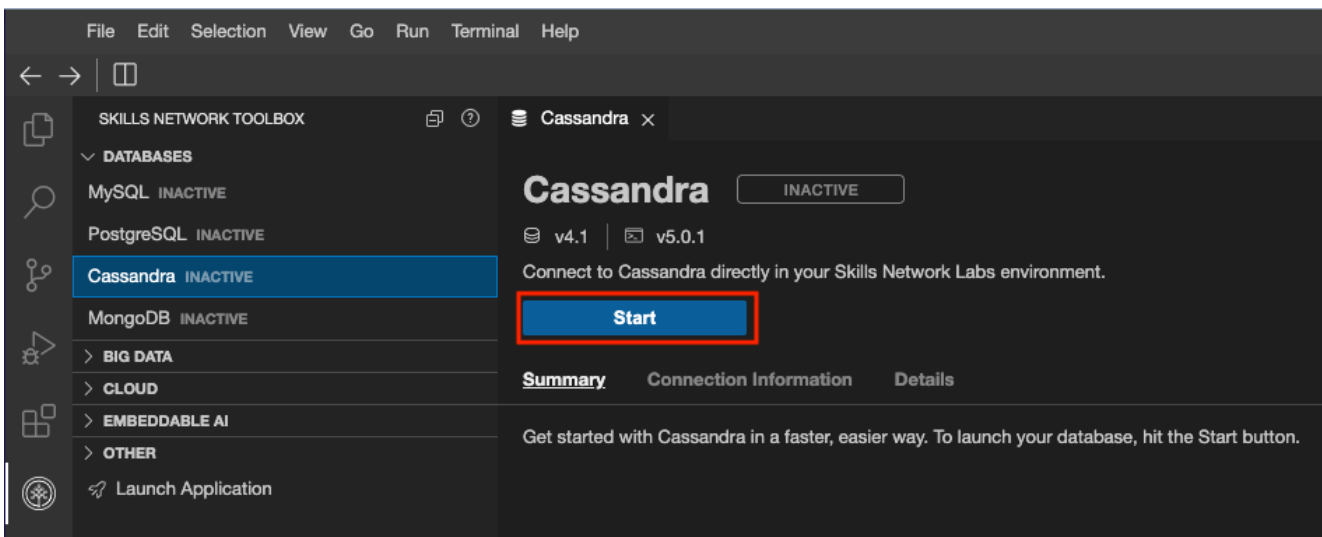 File Edit Selection View Go Run Terminal Help
SKILLS NETWORK TOOLBOX
DATABASES
MySQL INACTIVE
PostgreSQL INACTIVE
Cassandra INACTIVE
MongoDB INACTIVE
BIG DATA
CLOUD
EMBEDDABLE AI
OTHER
Launch Application
Cassandra
Cassandra INACTIVE
v4.1 v5.0.1
Connect to Cassandra directly in your Skills Network Labs environment.
Start
Summary Connection Information Details
Get started with Cassandra in a faster, easier way. To launch your database, hit the Start button.